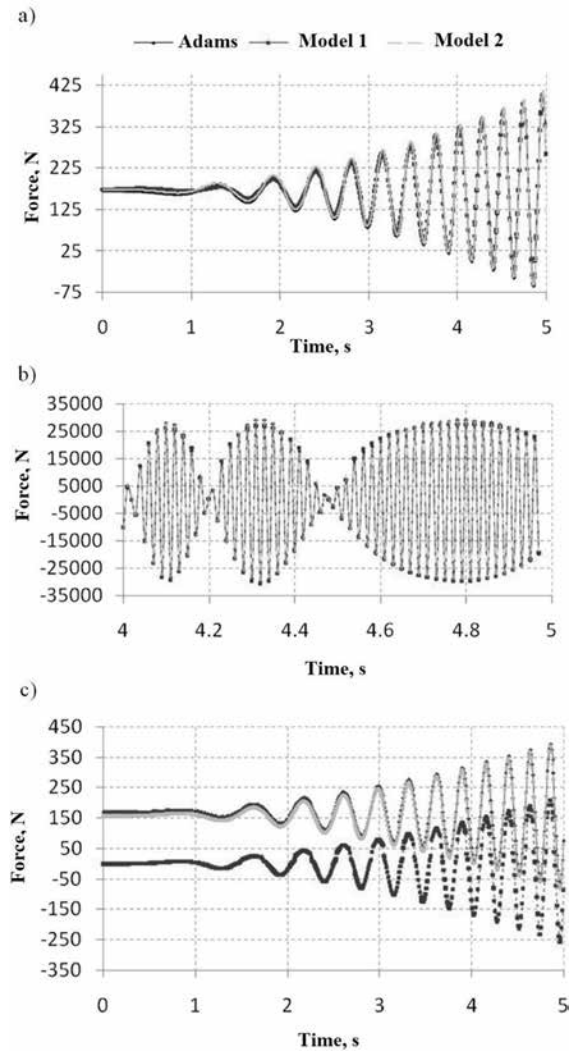 a)
Adams Model 1 Model 2
425
325
225
125
25
-75
Force, N
0 1 2 3 4 5
Time, s
b)
35000
25000
15000
5000
-5000
-15000
-25000
-35000
Force, N
4 4.2 4.4 4.6 4.8 5
Time, s
c)
450
350
250
150
50
-50
-150
-250
-350
Force, N
0 1 2 3 4 5
Time, s